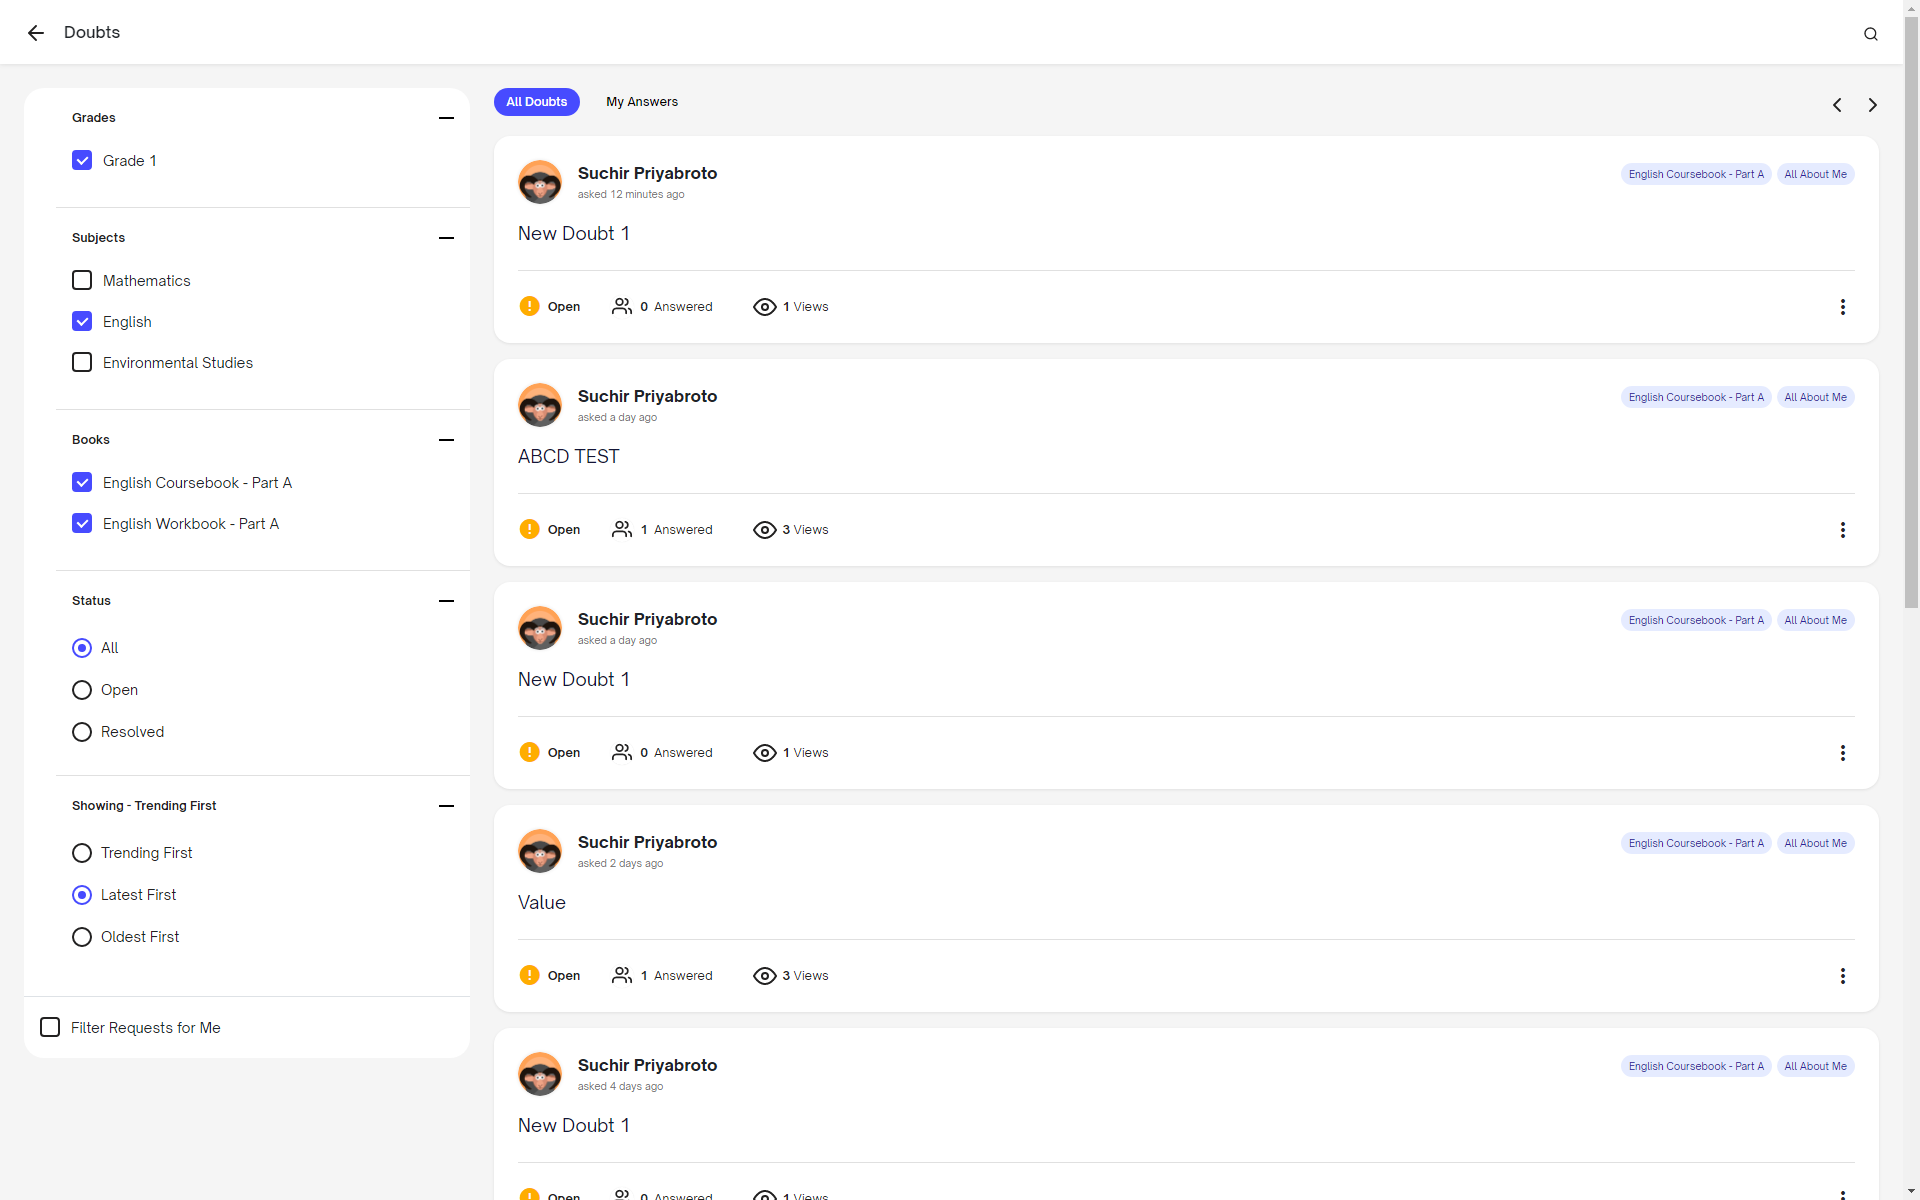 Doubts
Grades
Grade 1
Subjects
Mathematics
English
Environmental Studies
Books
English Coursebook - Part A
English Workbook - Part A
Status
All
Open
Resolved
Showing - Trending First
Trending First
Latest First
Oldest First
Filter Requests for Me
All Doubts My Answers
Suchir Priyabroto
asked 12 minutes ago
English Coursebook - Part A All About Me
New Doubt 1
Open 0 Answered 1 Views
Suchir Priyabroto
asked a day ago
English Coursebook - Part A All About Me
ABCD TEST
Open 1 Answered 3 Views
Suchir Priyabroto
asked a day ago
English Coursebook - Part A All About Me
New Doubt 1
Open 0 Answered 1 Views
Suchir Priyabroto
asked 2 days ago
English Coursebook - Part A All About Me
Value
Open 1 Answered 3 Views
Suchir Priyabroto
asked 4 days ago
English Coursebook - Part A All About Me
New Doubt 1
Open 0 Answered 1 Views